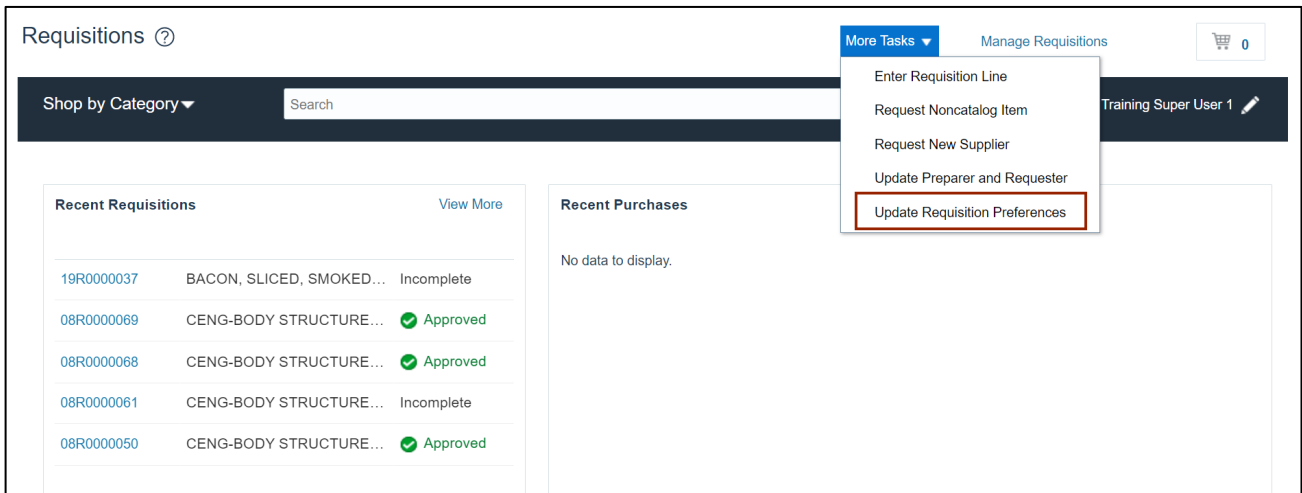 Requisitions ?
More Tasks
Manage Requisitions
0
Enter Requisition Line
Request Noncatalog Item
Request New Supplier
Update Preparer and Requester
Update Requisition Preferences
Shop by Category
Search
Training Super User 1
Recent Requisitions
View More
19R0000037 BACON, SLICED, SMOKED... Incomplete
08R0000069 CENG-BODY STRUCTURE... Approved
08R0000068 CENG-BODY STRUCTURE... Approved
08R0000061 CENG-BODY STRUCTURE... Incomplete
08R0000050 CENG-BODY STRUCTURE... Approved
Recent Purchases
No data to display.